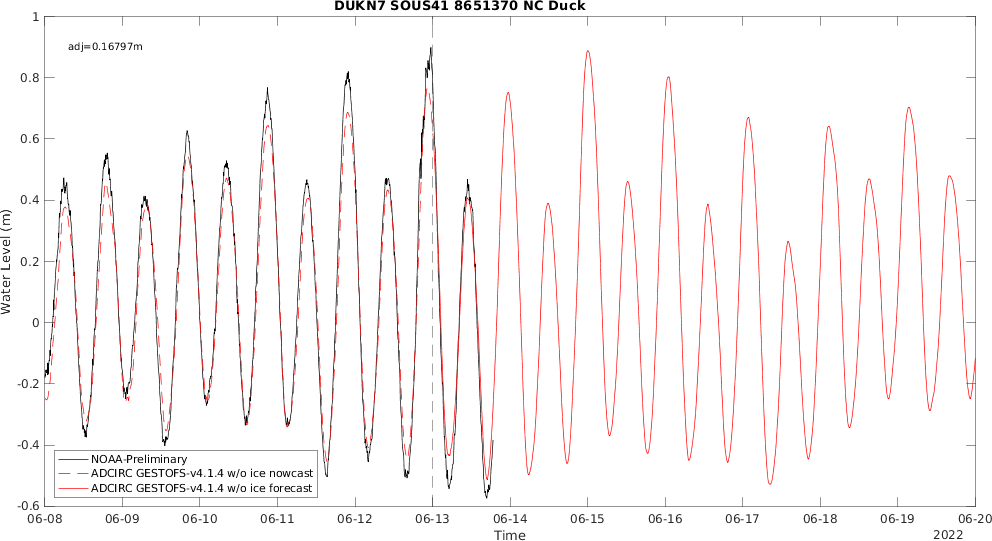 DUKN7 SOUS41 8651370 NC Duck
adj=0.16797m
1
0.8
0.6
0.4
0.2
0
-0.2
-0.4
-0.6
Water Level (m)
NOAA-Preliminary
ADCIRC GESTOFS-v4.1.4 w/o ice nowcast
ADCIRC GESTOFS-v4.1.4 w/o ice forecast
06-08 06-09 06-10 06-11 06-12 06-13 06-14 06-15 06-16 06-17 06-18 06-19 06-20
Time
2022